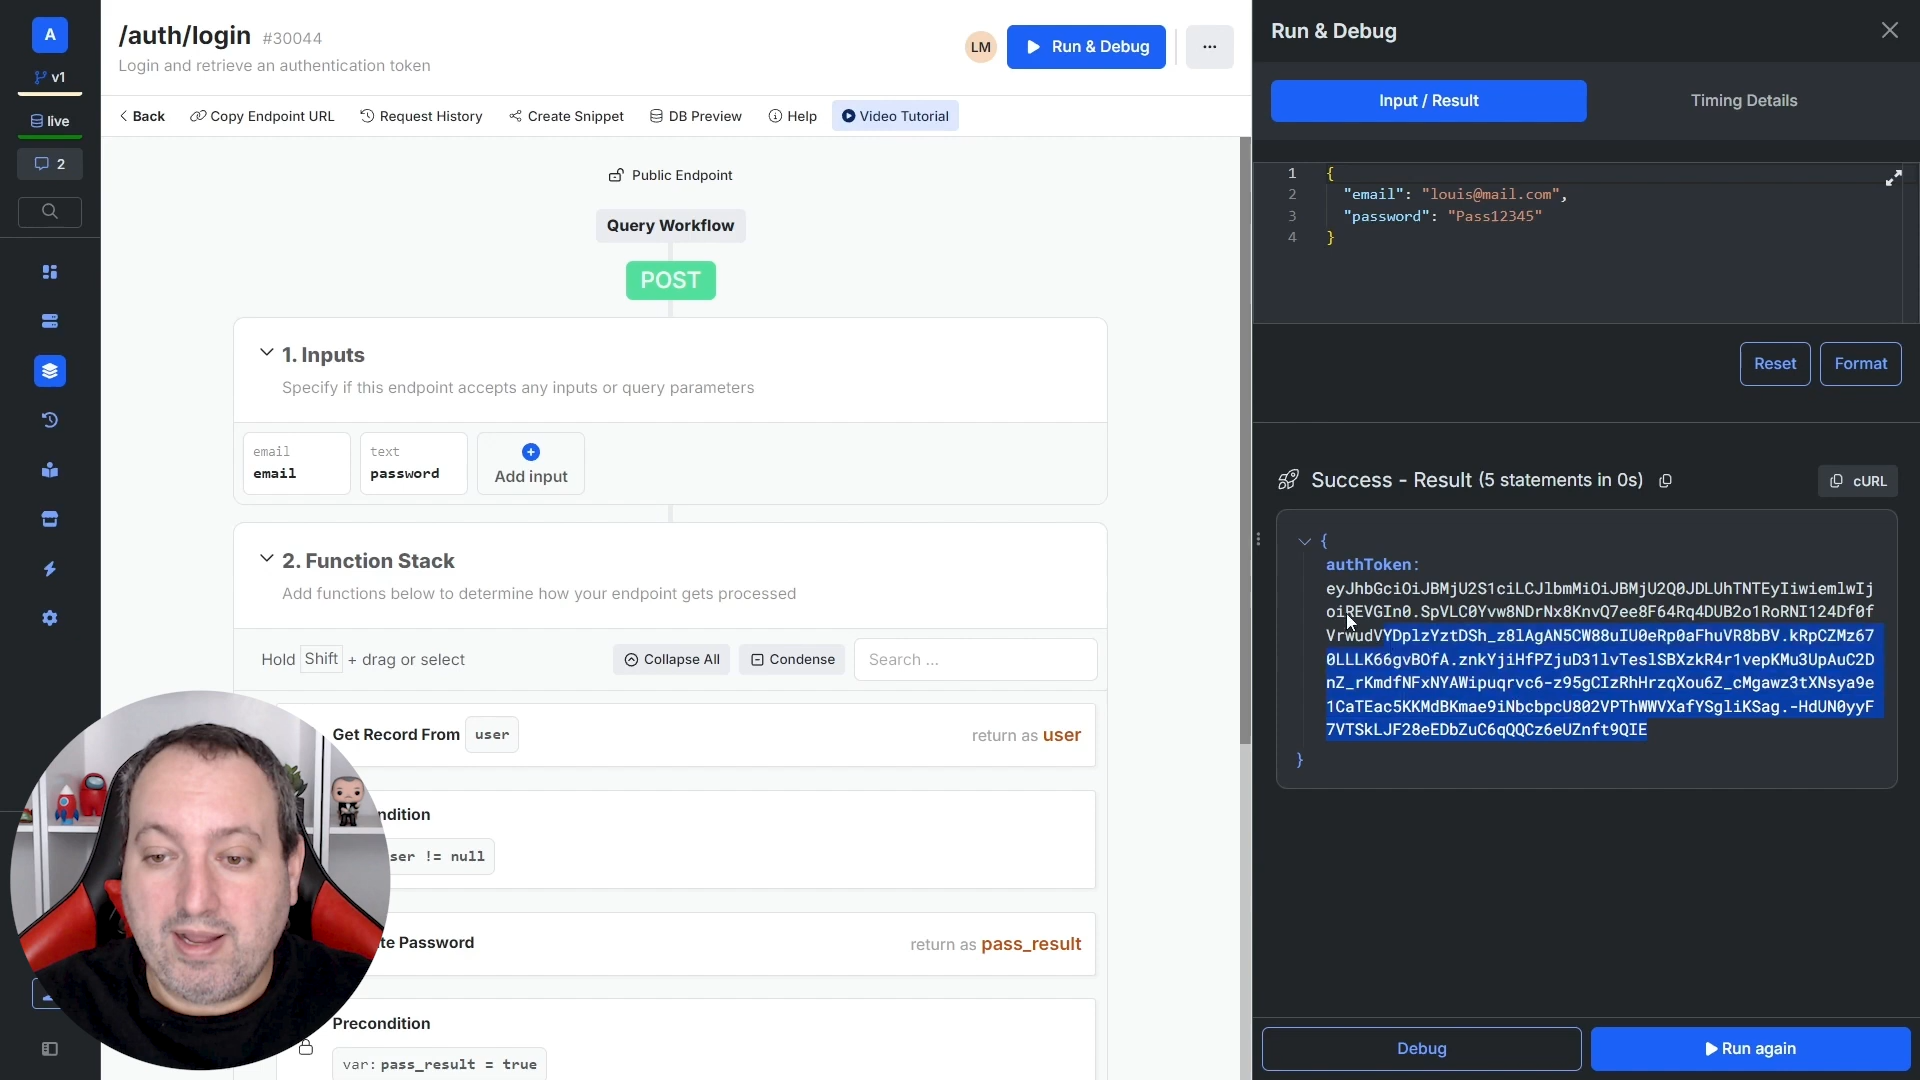 A
v1
live
2
/auth/login #30044
Login and retrieve an authentication token
LM
Run & Debug
...
Back
Copy Endpoint URL
Request History
Create Snippet
DB Preview
Help
Video Tutorial
Public Endpoint
Query Workflow
POST
1. Inputs
Specify if this endpoint accepts any inputs or query parameters
email
email
text
password
Add input
2. Function Stack
Add functions below to determine how your endpoint gets processed
Hold Shift + drag or select
Collapse All
Condense
Search ...
Get Record From user
return as user
ndition
ser != null
te Password
return as pass_result
Precondition
var: pass_result = true
Run & Debug
Input / Result
Timing Details
1 {
2 "email": "louis@mail.com",
3 "password": "Pass12345"
4 }
Reset
Format
Success - Result (5 statements in 0s)
cURL
{
authToken:
eyJhbGciOiJBMjU2S1ciLCJlbmMiOiJBMjU2Q0JDLUhTNTEyIiwiemlwIj
oiREVGIn0.SpVLC0Yvw8NDrNx8KnvQ7ee8F64Rq4DUB2o1RoRNI124Df0f
VrwudVYDplzYztDSh_z8lAgAN5CW88uIU0eRp0aFhuVR8bBV.kRpCZMz67
0LLLK66gvBOfA.znkYjiHfPZjuD31lvTeslSBXzkR4r1vepKMu3UpAuC2D
nZ_rKmdfNFxNYAWipuqrvc6-z95gCIzRhHrzqXou6Z_cMgawz3tXNsya9e
1CaTEac5KKMdBKmae9iNbcbpcU802VPThWWVXafYSgliKSag.-HdUN0yyF
7VTSkLJF28eEDbZuC6qQQCz6eUZnft9QIE
}
Debug
Run again